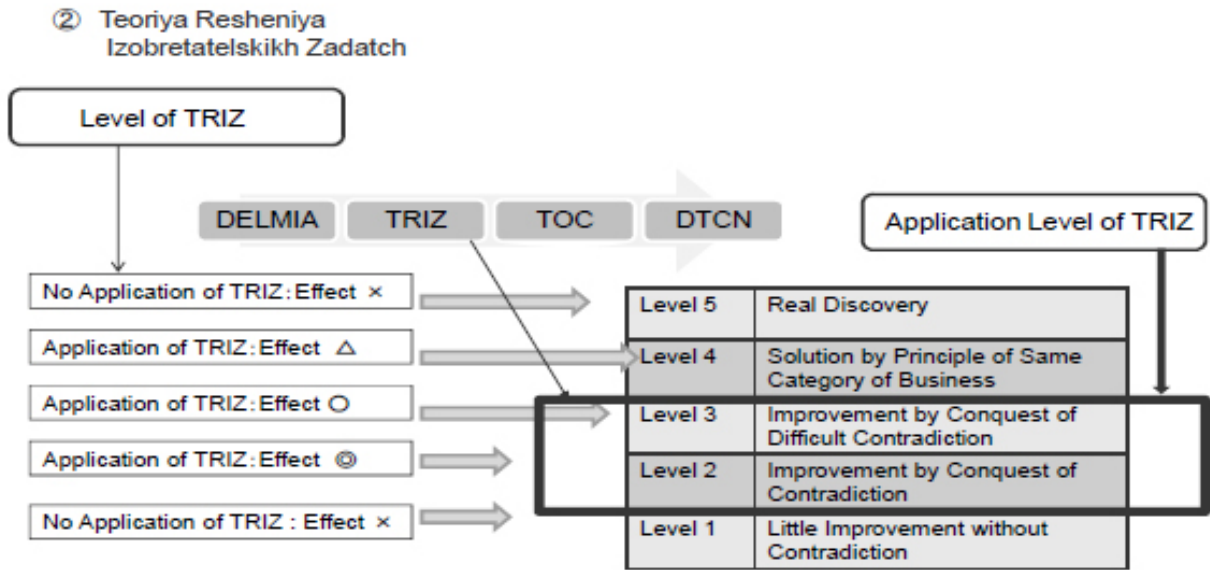 ② Teoriya Resheniya
Izobretatelskikh Zadatch
Level of TRIZ
DELMIA TRIZ TOC DTCN
Application Level of TRIZ
No Application of TRIZ:Effect ×
Application of TRIZ:Effect △
Application of TRIZ:Effect ○
Application of TRIZ:Effect ◎
No Application of TRIZ : Effect ×
Level 5 Real Discovery
Level 4 Solution by Principle of Same
Category of Business
Level 3 Improvement by Conquest of
Difficult Contradiction
Level 2 Improvement by Conquest of
Contradiction
Level 1 Little Improvement without
Contradiction